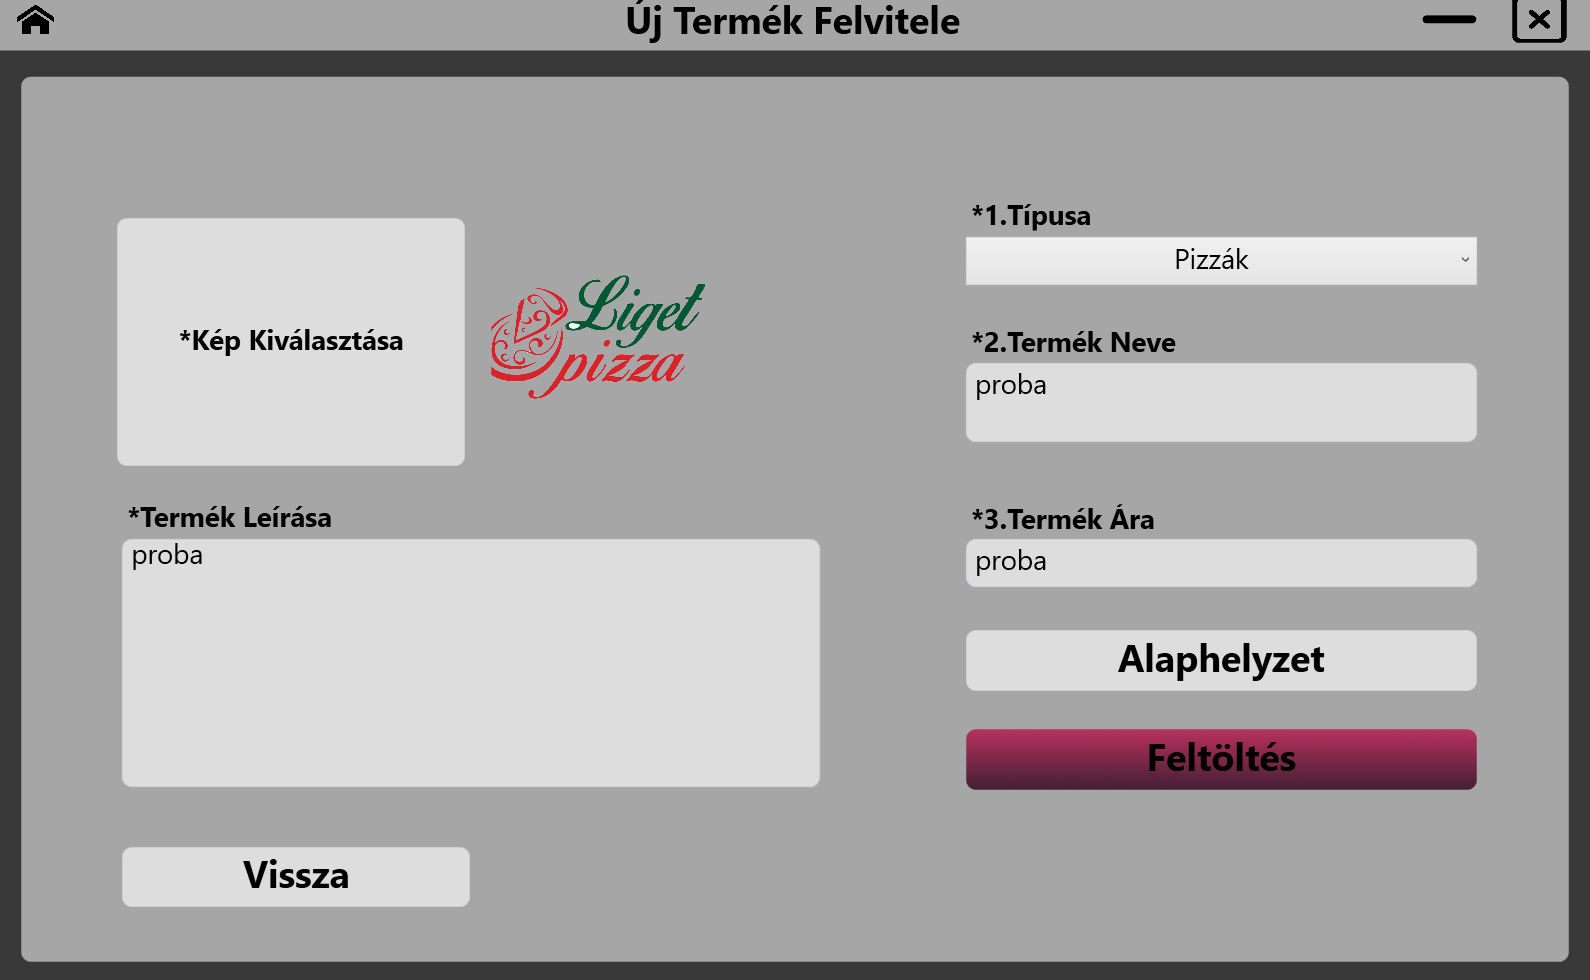 Új Termék Felvitele
*Kép Kiválasztása
Liget
pizza
*Termék Leírása
proba
Vissza
*1.Típusa
Pizzák
*2.Termék Neve
proba
*3.Termék Ára
proba
Alaphelyzet
Feltöltés